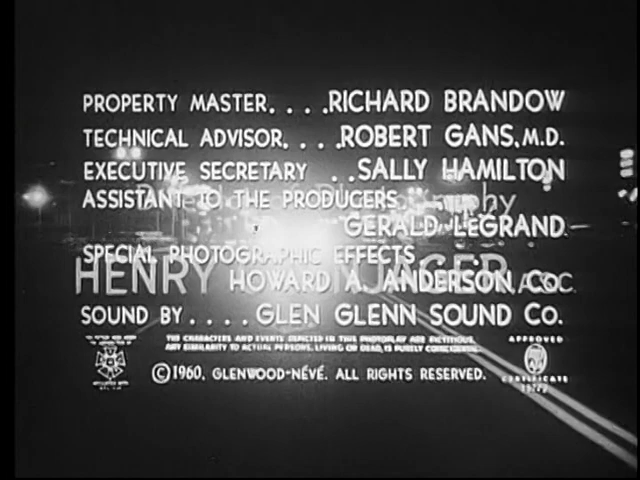 PROPERTY MASTER. . . .RICHARD BRANDOW
TECHNICAL ADVISOR. . . .ROBERT GANS, M.D.
EXECUTIVE SECRETARY . . SALLY HAMILTON
ASSISTANT TO THE PRODUCERS
Photography
GERALD LEGRAND
SPECIAL PHOTOGRAPHIC EFFECTS
HENRY
HOWARD A. ANDERSON Co.
A.S.C.
SOUND BY . . . . GLEN GLENN SOUND Co.
THE CHARACTERS AND EVENTS DEPICTED IN THIS PHOTOPLAY ARE FICTITIOUS.
ANY SIMILARITY TO ACTUAL PERSONS, LIVING OR DEAD, IS PURELY COINCIDENTAL.
APPROVED
© 1960, GLENWOOD-NÉVÉ. ALL RIGHTS RESERVED.
CERTIFICATE